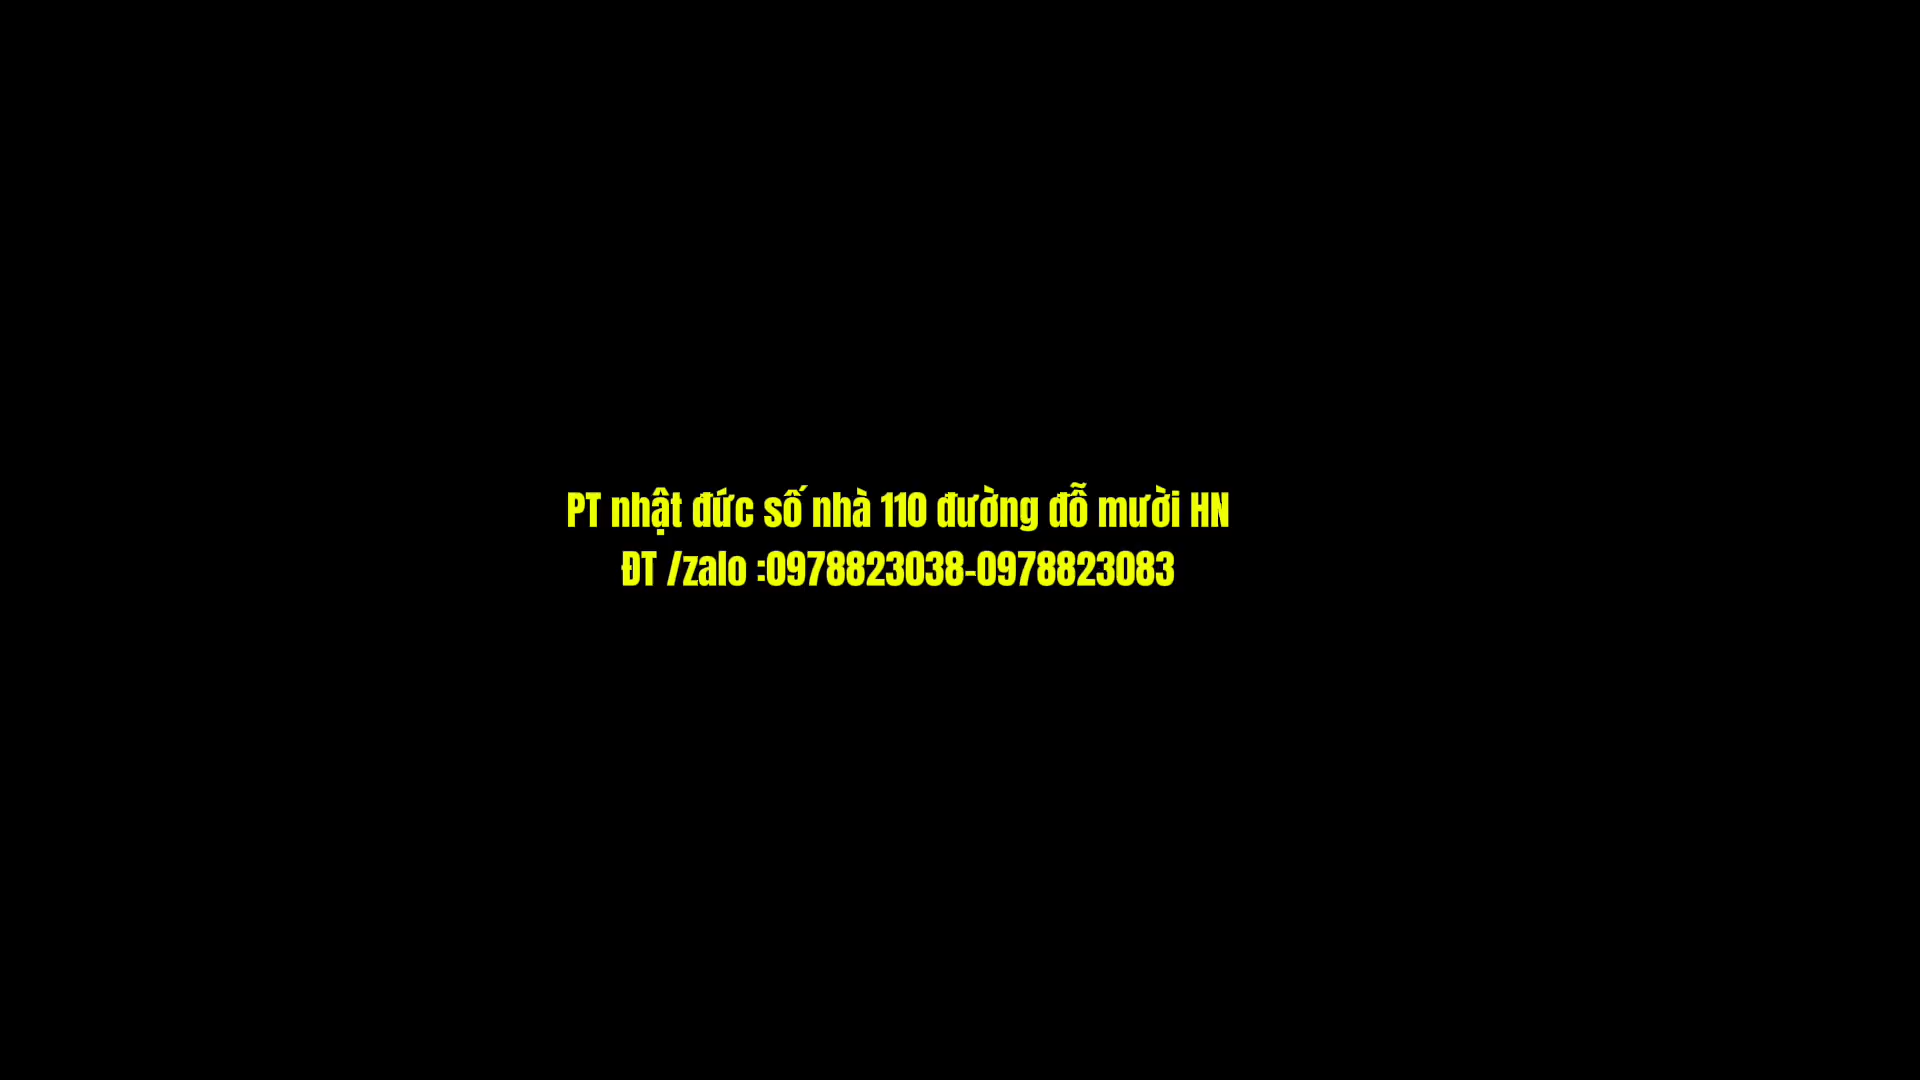 PT nhật đức số nhà 110 đường đỗ mười HN
ĐT /zalo :0978823038-0978823083